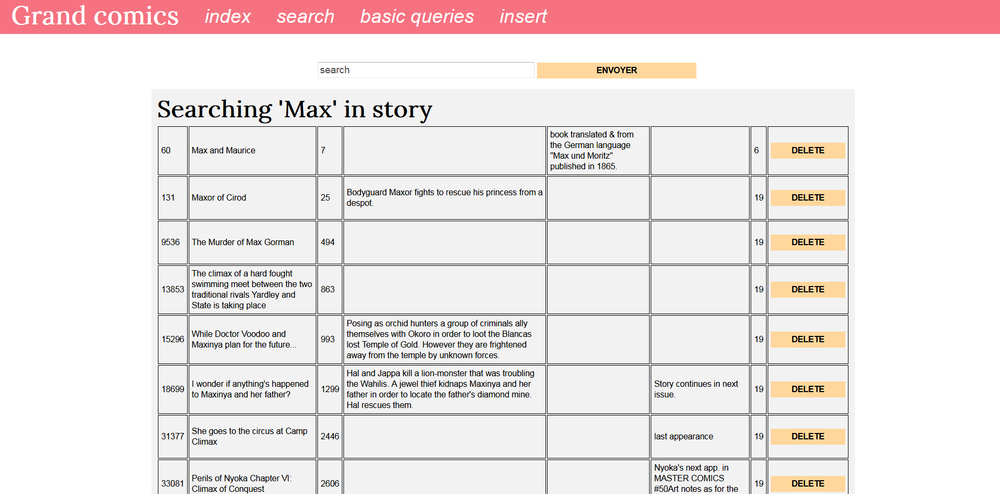 Grand comics index search basic queries insert
search ENVOYER
Searching 'Max' in story
60 Max and Maurice 7 book translated & from
the German language
"Max und Moritz"
published in 1865. 6 DELETE
131 Maxor of Cirod 25 Bodyguard Maxor fights to rescue his princess from a
despot. 19 DELETE
9536 The Murder of Max Gorman 494 19 DELETE
13853 The climax of a hard fought
swimming meet between the two
traditional rivals Yardley and
State is taking place 863 19 DELETE
15296 While Doctor Voodoo and
Maxinya plan for the future... 993 Posing as orchid hunters a group of criminals ally
themselves with Okoro in order to loot the Blancas
lost Temple of Gold. However they are frightened
away from the temple by unknown forces. 19 DELETE
18699 I wonder if anything's happened
to Maxinya and her father? 1299 Hal and Jappa kill a lion-monster that was troubling
the Wahilis. A jewel thief kidnaps Maxinya and her
father in order to locate the father's diamond mine.
Hal rescues them. Story continues in next
issue. 19 DELETE
31377 She goes to the circus at Camp
Climax 2446 last appearance 19 DELETE
33081 Perils of Nyoka Chapter VI:
Climax of Conquest 2606 Nyoka's next app. in
MASTER COMICS
#50Art notes as for the 19 DELETE